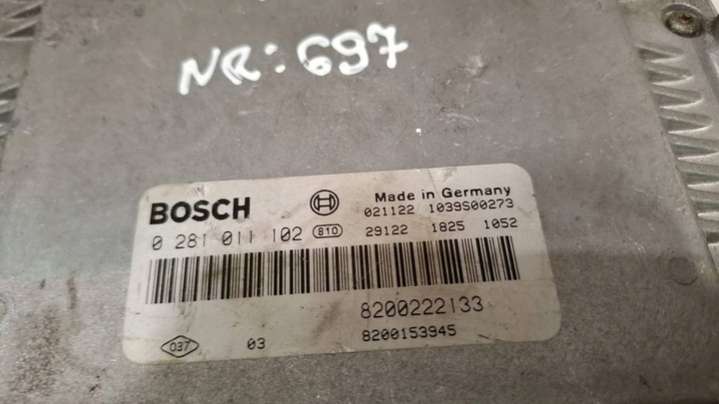 NR: 697
BOSCH Made in Germany
021122 1039S00273
0 281 011 102 810 29122 1825 1052
8200222133
037 03 8200153945